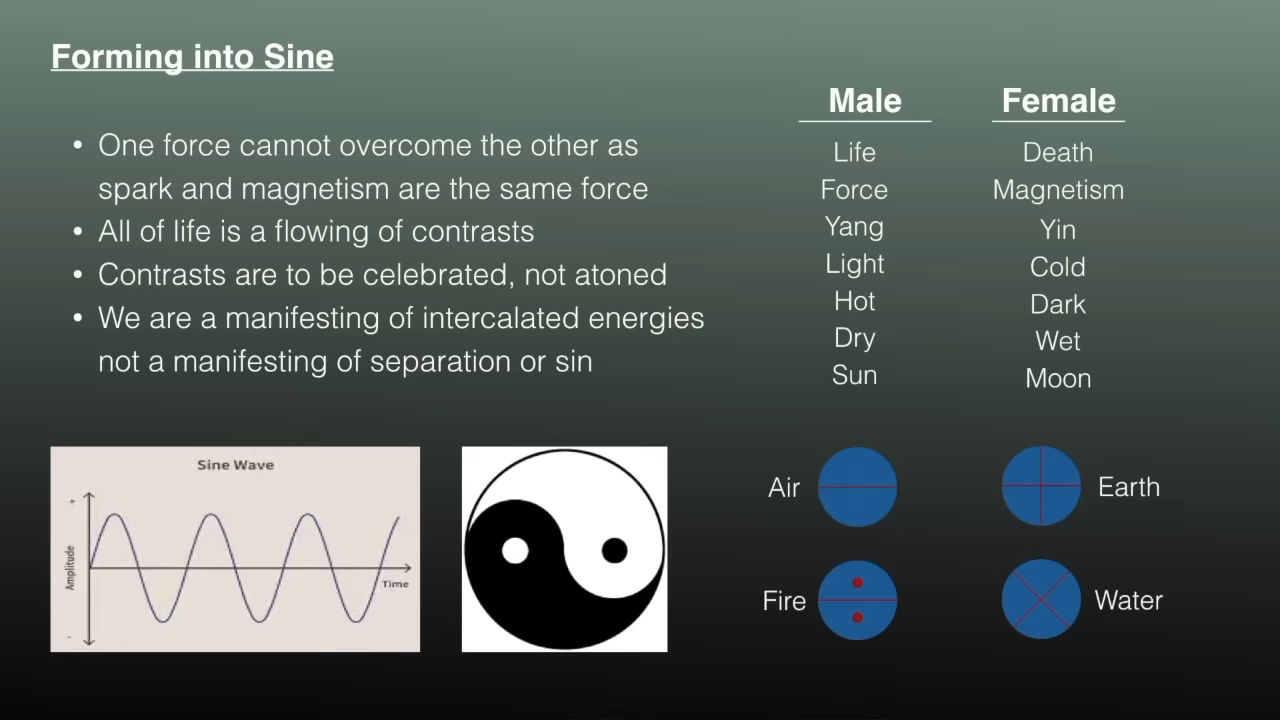 Forming into Sine
• One force cannot overcome the other as
spark and magnetism are the same force
• All of life is a flowing of contrasts
• Contrasts are to be celebrated, not atoned
• We are a manifesting of intercalated energies
not a manifesting of separation or sin
Male
Life
Force
Yang
Light
Hot
Dry
Sun
Female
Death
Magnetism
Yin
Cold
Dark
Wet
Moon
Sine Wave
+
Amplitude
-
Time
Air
Earth
Fire
Water